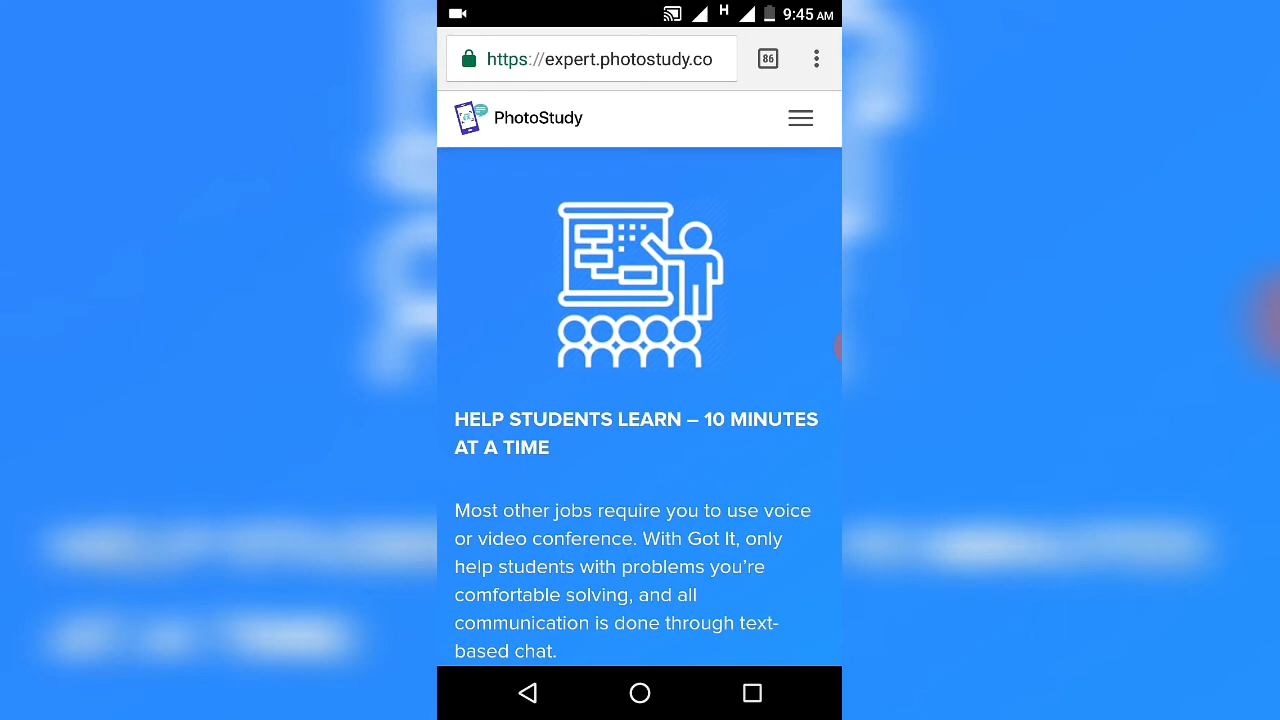 H
9:45 AM
https://expert.photostudy.co
86
PhotoStudy
HELP STUDENTS LEARN – 10 MINUTES
AT A TIME
Most other jobs require you to use voice
or video conference. With Got It, only
help students with problems you’re
comfortable solving, and all
communication is done through text-
based chat.